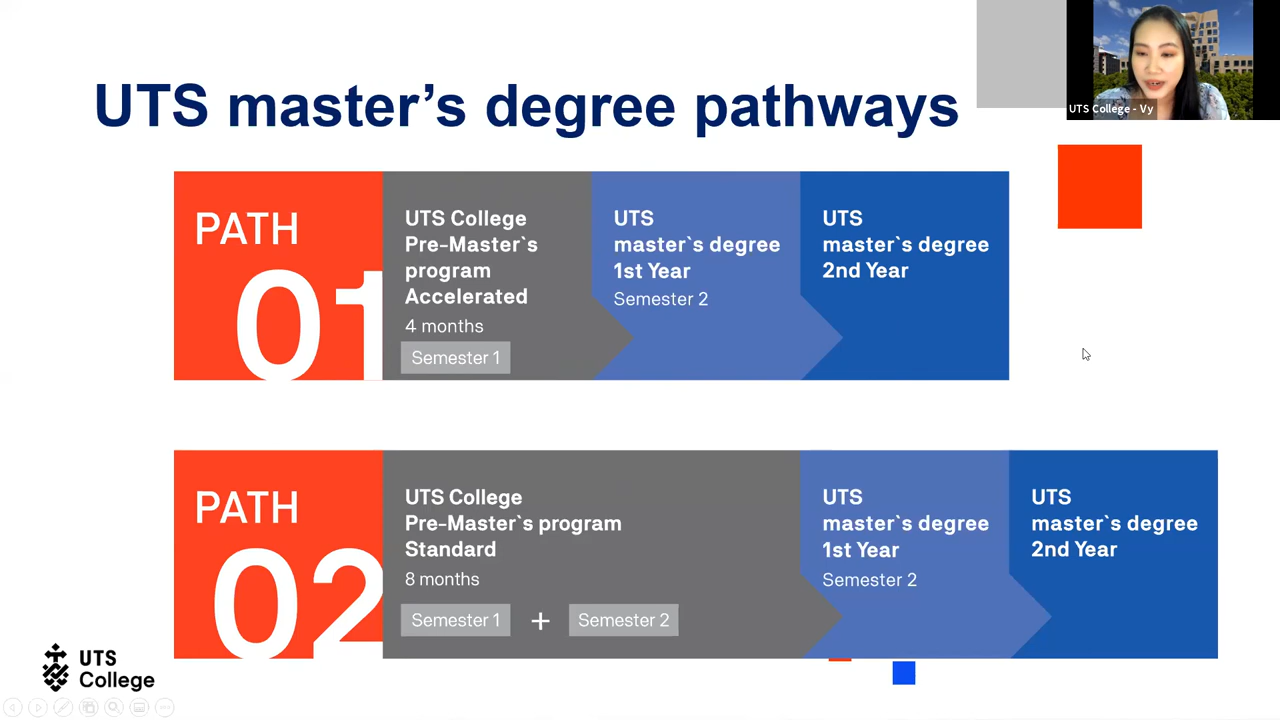 UTS master’s degree pathways
UTS College - Vy
PATH
01
UTS College
Pre-Master`s
program
Accelerated
4 months
Semester 1
UTS
master`s degree
1st Year
Semester 2
UTS
master`s degree
2nd Year
PATH
02
UTS College
Pre-Master`s program
Standard
8 months
Semester 1
+
Semester 2
UTS
master`s degree
1st Year
Semester 2
UTS
master`s degree
2nd Year
UTS
College